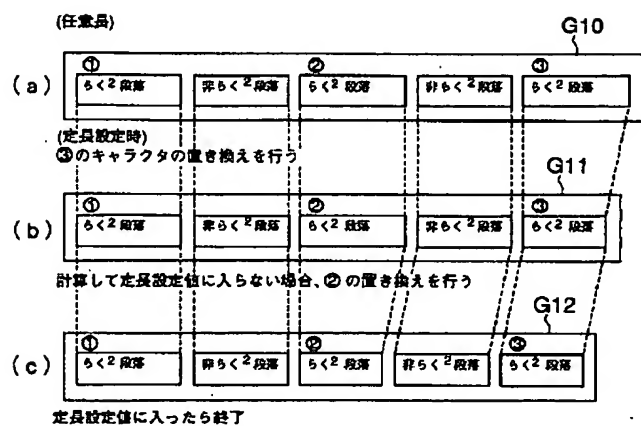 (任意長)
G10
① ② ③
(a) らく² 段落 非らく² 段落 らく² 段落 非らく² 段落 らく² 段落
(定長設定時)
③のキャラクタの置き換えを行う
G11
① ② ③
(b) らく² 段落 非らく² 段落 らく² 段落 非らく² 段落 らく² 段落
計算して定長設定値に入らない場合、②の置き換えを行う
G12
① ② ③
(c) らく² 段落 非らく² 段落 らく² 段落 非らく² 段落 らく² 段落
定長設定値に入ったら終了